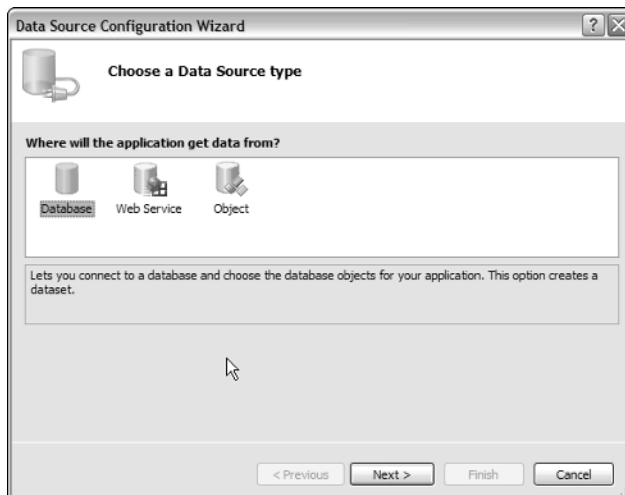 Data Source Configuration Wizard
Choose a Data Source type
Where will the application get data from?
Database
Web Service
Object
Lets you connect to a database and choose the database objects for your application. This option creates a
dataset.
< Previous
Next >
Finish
Cancel